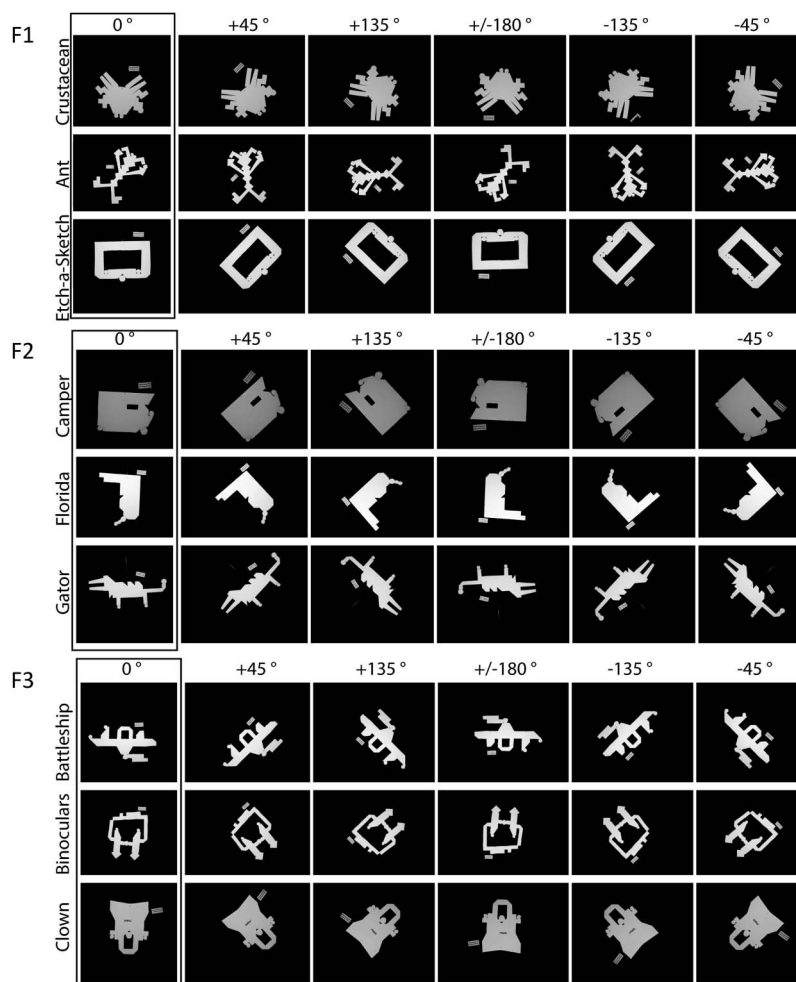 F1
0 ° +45 ° +135 ° +/-180 ° -135 ° -45 °
Crustacean
Ant
Etch-a-Sketch
F2
0 ° +45 ° +135 ° +/-180 ° -135 ° -45 °
Camper
Florida
Gator
F3
0 ° +45 ° +135 ° +/-180 ° -135 ° -45 °
Battleship
Binoculars
Clown